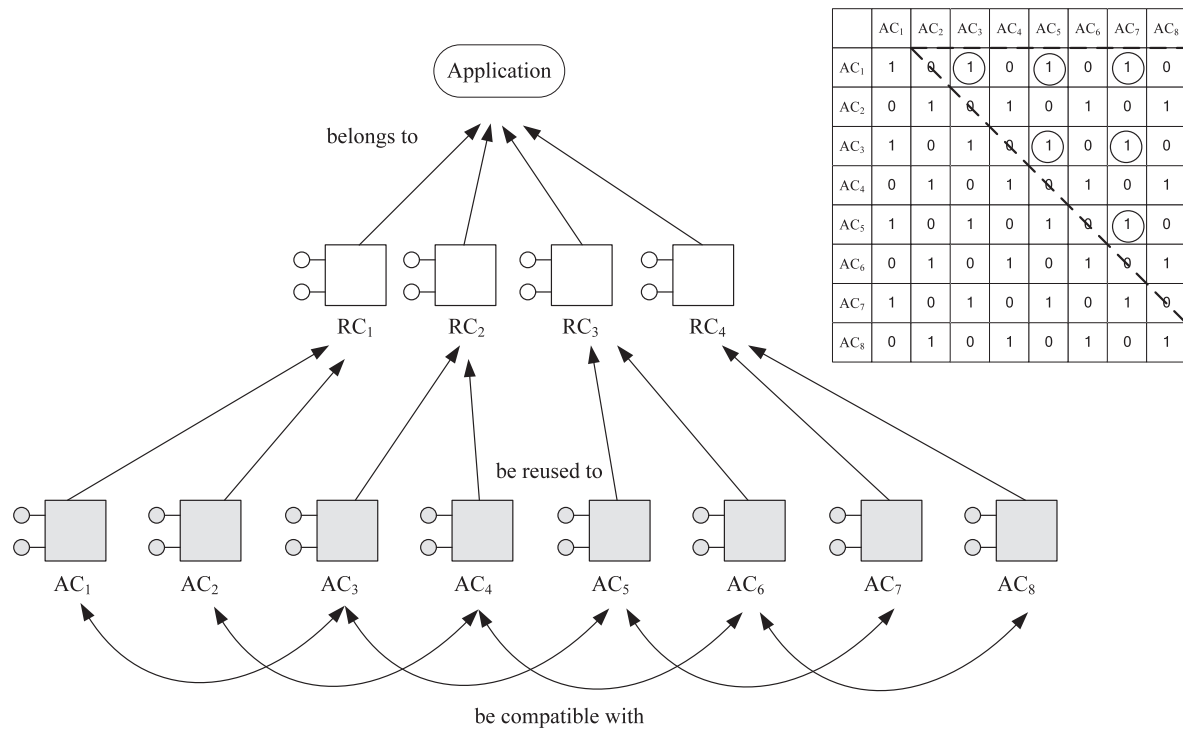 Application
belongs to
RC₁ RC₂ RC₃ RC₄
be reused to
AC₁ AC₂ AC₃ AC₄ AC₅ AC₆ AC₇ AC₈
be compatible with
AC₁ AC₂ AC₃ AC₄ AC₅ AC₆ AC₇ AC₈
AC₁ 1 0 1 0 1 0 1 0
AC₂ 0 1 0 1 0 1 0 1
AC₃ 1 0 1 0 1 0 1 0
AC₄ 0 1 0 1 0 1 0 1
AC₅ 1 0 1 0 1 0 1 0
AC₆ 0 1 0 1 0 1 0 1
AC₇ 1 0 1 0 1 0 1 0
AC₈ 0 1 0 1 0 1 0 1